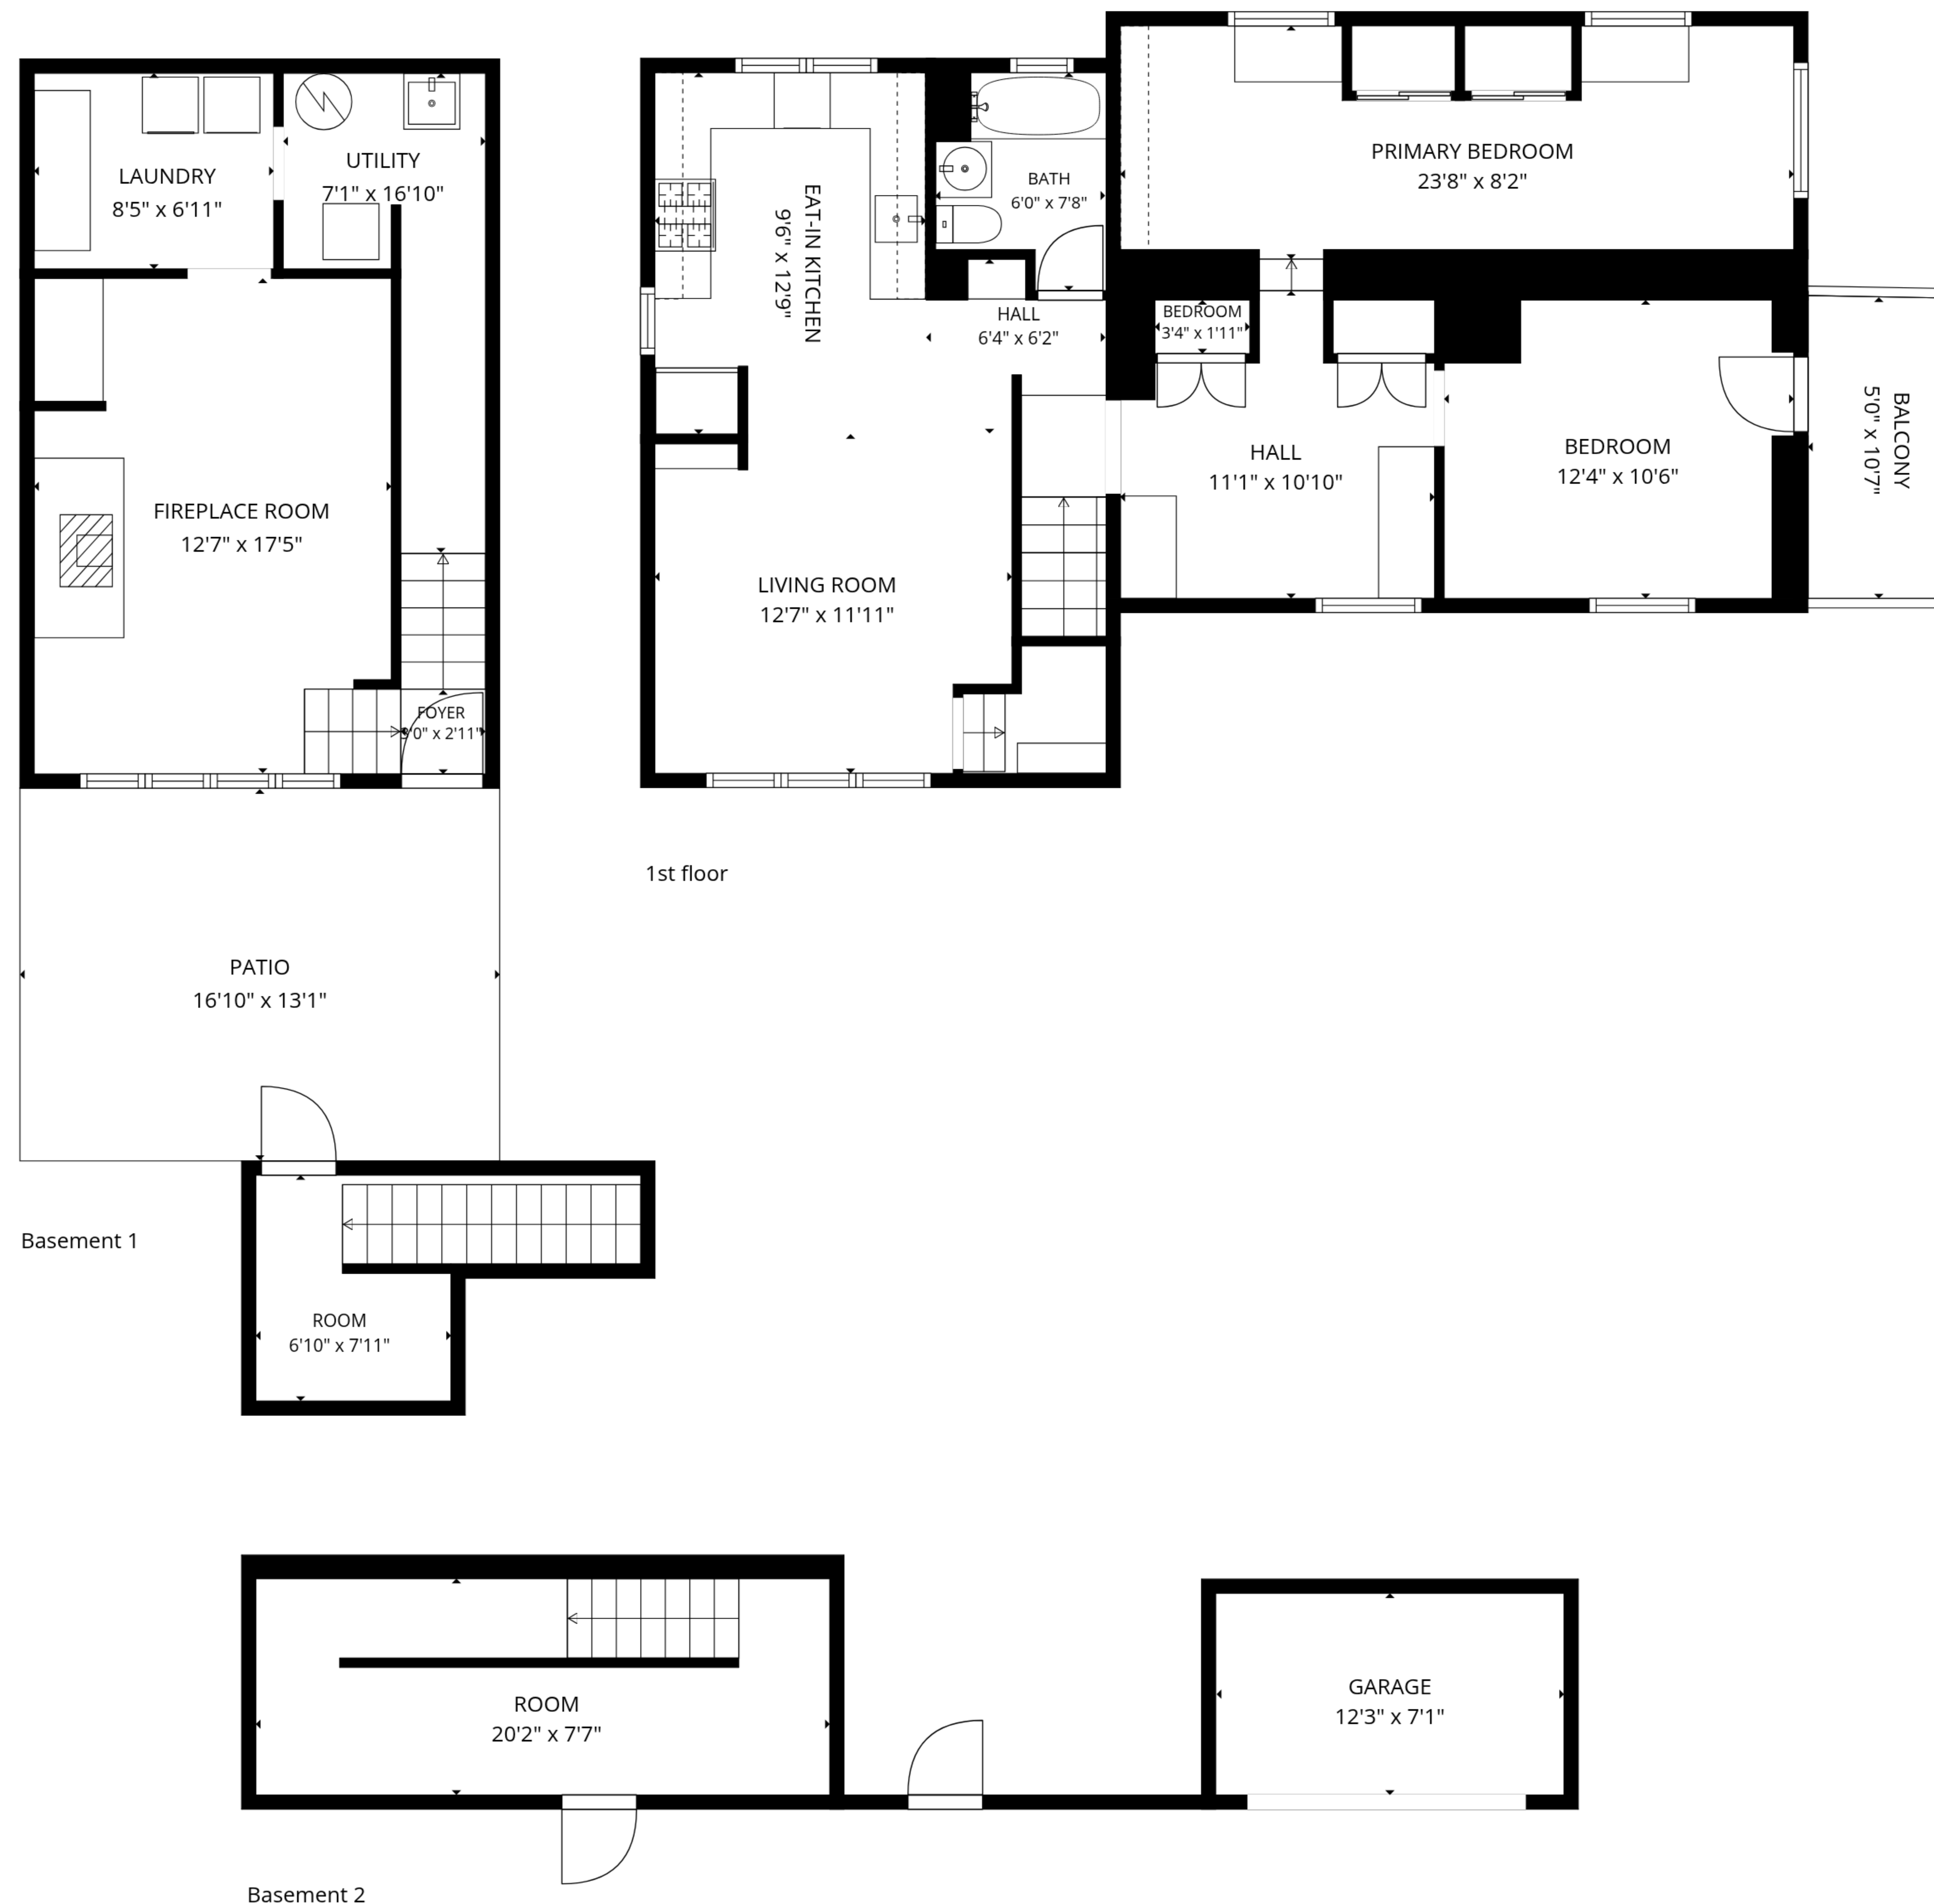 LAUNDRY
8'5" x 6'11"
UTILITY
7'1" x 16'10"
FIREPLACE ROOM
12'7" x 17'5"
FOYER
3'0" x 2'11"
PATIO
16'10" x 13'1"
Basement 1
ROOM
6'10" x 7'11"
EAT-IN KITCHEN
9'6" x 12'9"
BATH
6'0" x 7'8"
HALL
6'4" x 6'2"
LIVING ROOM
12'7" x 11'11"
1st floor
PRIMARY BEDROOM
23'8" x 8'2"
BEDROOM
3'4" x 1'11"
HALL
11'1" x 10'10"
BEDROOM
12'4" x 10'6"
BALCONY
5'0" x 10'7"
ROOM
20'2" x 7'7"
GARAGE
12'3" x 7'1"
Basement 2